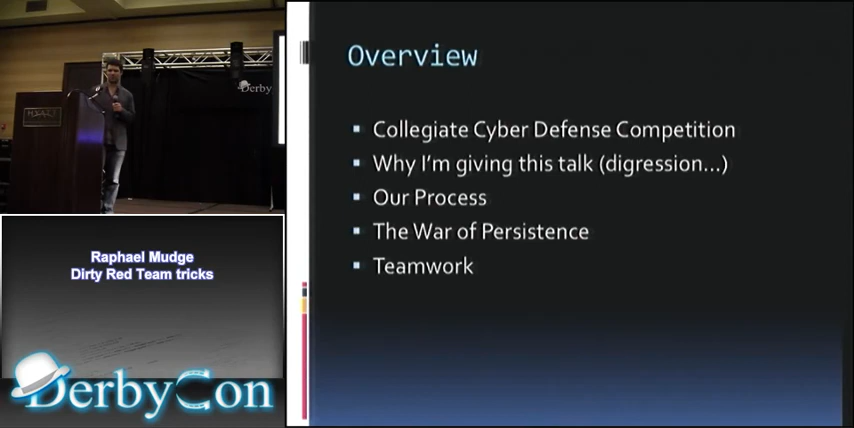 HYATT
Derby
Raphael Mudge
Dirty Red Team tricks
DerbyCon
Overview
Collegiate Cyber Defense Competition
Why I'm giving this talk (digression...)
Our Process
The War of Persistence
Teamwork